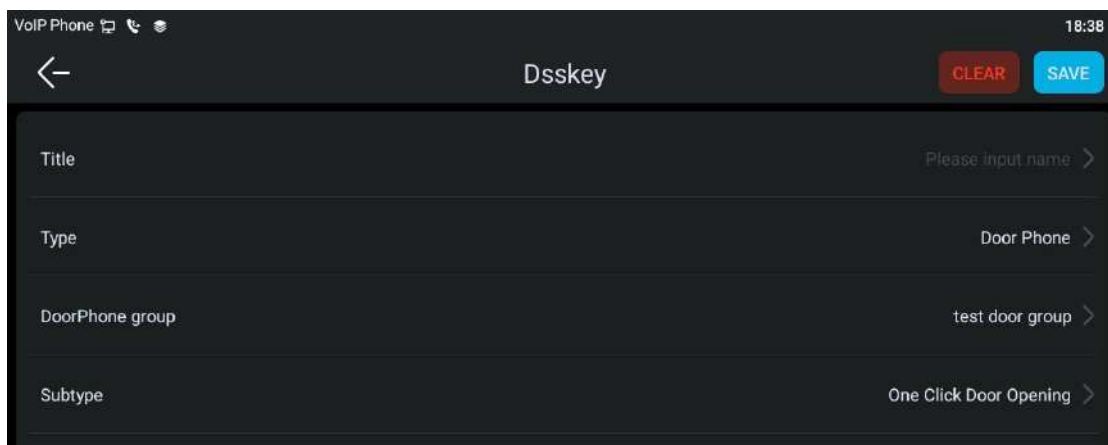 VoIP Phone 18:38
Dsskey CLEAR SAVE
Title Please input name
Type Door Phone
DoorPhone group test door group
Subtype One Click Door Opening